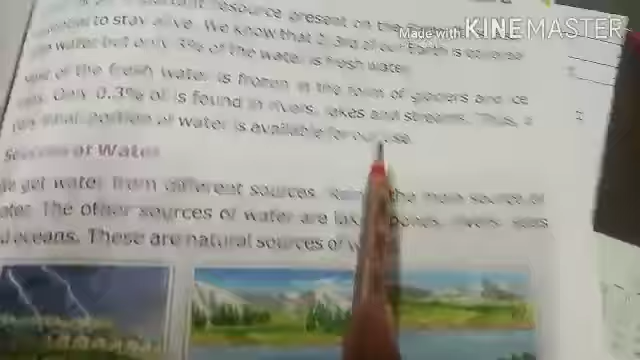 resource present on the
Made with KINEMASTER
to stay alive. We know that 2/3rd of our Earth is covered
water but only 3% of the water is fresh water.
of the fresh water is frozen in the form of glaciers and ice
Only 0.3% of is found in rivers, lakes and streams. Thus, a
small portion of water is available for our use.
Sources of Water
get water from different sources. the main source of
The other sources of water are
oceans. These are natural sources of